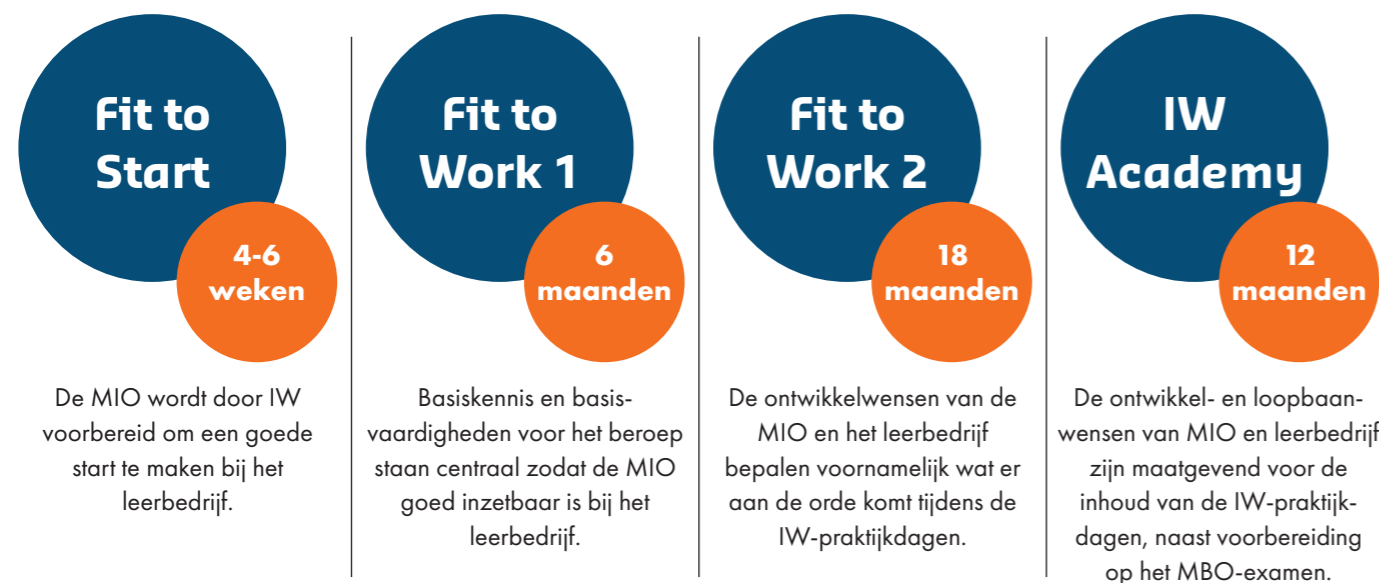 Fit to
Start
4-6
weken
De MIO wordt door IW
voorbereid om een goede
start te maken bij het
leerbedrijf.
Fit to
Work 1
6
maanden
Basiskennis en basis-
vaardigheden voor het beroep
staan centraal zodat de MIO
goed inzetbaar is bij het
leerbedrijf.
Fit to
Work 2
18
maanden
De ontwikkelwensen van de
MIO en het leerbedrijf
bepalen voornamelijk wat er
aan de orde komt tijdens de
IW-praktijkdagen.
IW
Academy
12
maanden
De ontwikkel- en loopbaan-
wensen van MIO en leerbedrijf
zijn maatgevend voor de
inhoud van de IW-praktijk-
dagen, naast voorbereiding
op het MBO-examen.